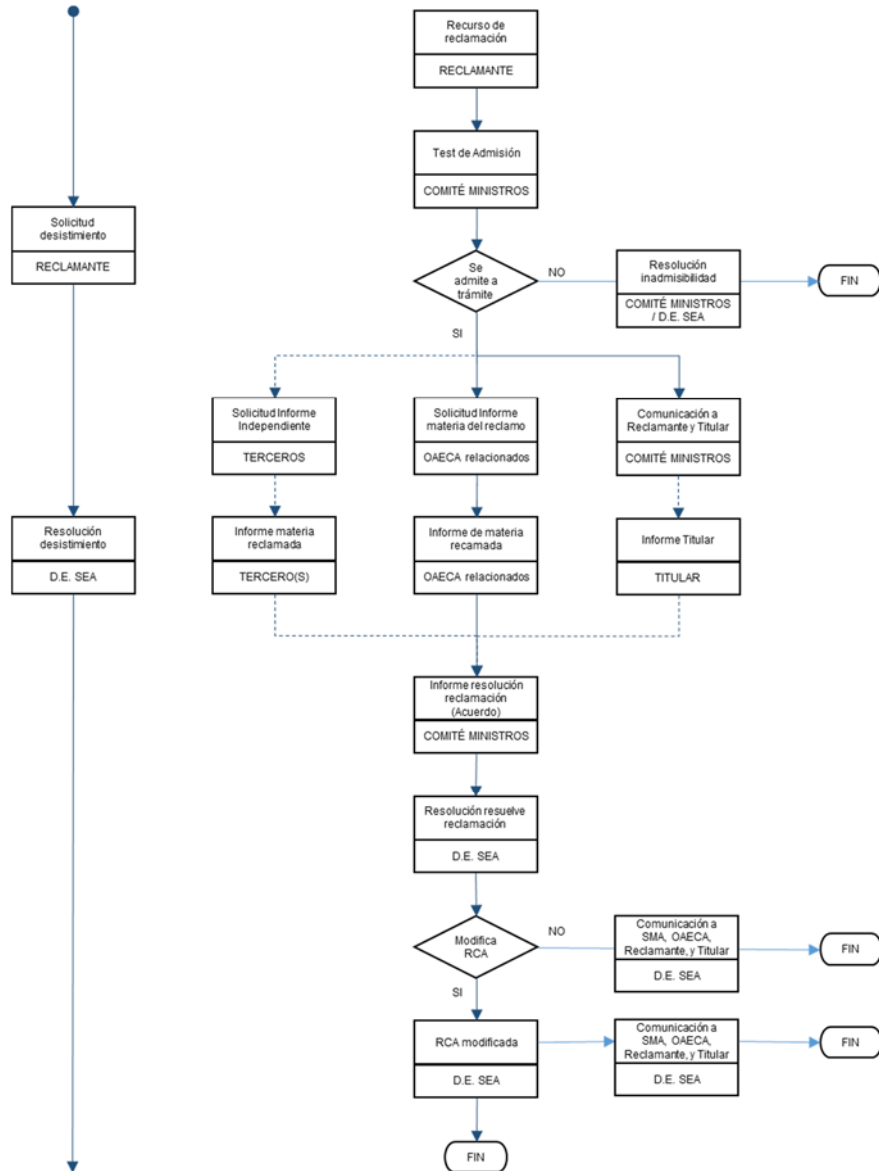 Recurso de
reclamación
RECLAMANTE
Test de Admisión
COMITÉ MINISTROS
Solicitud
desistimiento
RECLAMANTE
Se
admite a
trámite
NO
Resolución
inadmisibilidad
COMITÉ MINISTROS
/ D.E. SEA
FIN
SI
Solicitud Informe
Independiente
TERCEROS
Solicitud Informe
materia del reclamo
OAECA relacionados
Comunicación a
Reclamante y Titular
COMITÉ MINISTROS
Resolución
desistimiento
D.E. SEA
Informe materia
reclamada
TERCERO(S)
Informe de materia
recamada
OAECA relacionados
Informe Titular
TITULAR
Informe resolución
reclamación
(Acuerdo)
COMITÉ MINISTROS
Resolución resuelve
reclamación
D.E. SEA
Modifica
RCA
NO
Comunicación a
SMA, OAECA,
Reclamante, y Titular
D.E. SEA
FIN
SI
RCA modificada
D.E. SEA
Comunicación a
SMA, OAECA,
Reclamante, y Titular
D.E. SEA
FIN
FIN